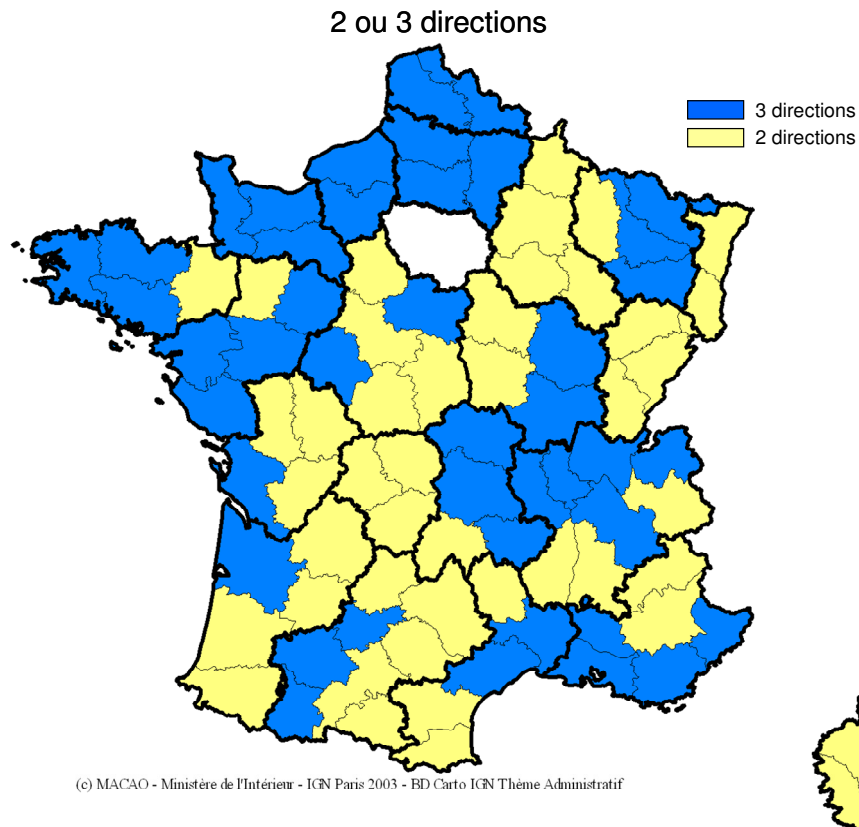 2 ou 3 directions
3 directions
2 directions
(c) MACAO - Ministère de l'Intérieur - IGN Paris 2003 - BD Carto IGN Thème Administratif